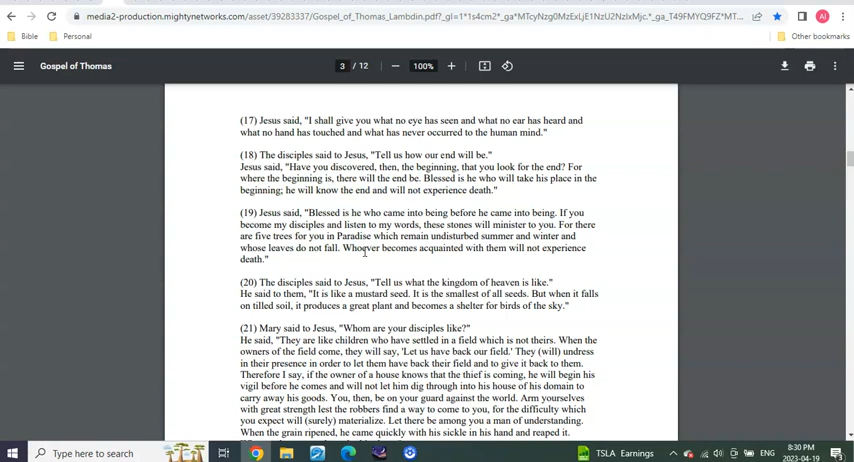 media2-production.mightynetworks.com/asset/39283337/Gospel_of_Thomas_Lambdin.pdf?_gl=1*1s4cm2*_ga*MTcyNzg0MzExLjE1NzU2NzIxMjc.*_ga_T49FMYQ9FZ*MT...
AI
Bible Personal Other bookmarks
Gospel of Thomas 3 / 12 100%
(17) Jesus said, "I shall give you what no eye has seen and what no ear has heard and
what no hand has touched and what has never occurred to the human mind."
(18) The disciples said to Jesus, "Tell us how our end will be."
Jesus said, "Have you discovered, then, the beginning, that you look for the end? For
where the beginning is, there will the end be. Blessed is he who will take his place in the
beginning; he will know the end and will not experience death."
(19) Jesus said, "Blessed is he who came into being before he came into being. If you
become my disciples and listen to my words, these stones will minister to you. For there
are five trees for you in Paradise which remain undisturbed summer and winter and
whose leaves do not fall. Whoever becomes acquainted with them will not experience
death."
(20) The disciples said to Jesus, "Tell us what the kingdom of heaven is like."
He said to them, "It is like a mustard seed. It is the smallest of all seeds. But when it falls
on tilled soil, it produces a great plant and becomes a shelter for birds of the sky."
(21) Mary said to Jesus, "Whom are your disciples like?"
He said, "They are like children who have settled in a field which is not theirs. When the
owners of the field come, they will say, 'Let us have back our field.' They (will) undress
in their presence in order to let them have back their field and to give it back to them.
Therefore I say, if the owner of a house knows that the thief is coming, he will begin his
vigil before he comes and will not let him dig through into his house of his domain to
carry away his goods. You, then, be on your guard against the world. Arm yourselves
with great strength lest the robbers find a way to come to you, for the difficulty which
you expect will (surely) materialize. Let there be among you a man of understanding.
When the grain ripened, he came quickly with his sickle in his hand and reaped it.
Type here to search TSLA Earnings ENG 8:30 PM
2023-04-19 3